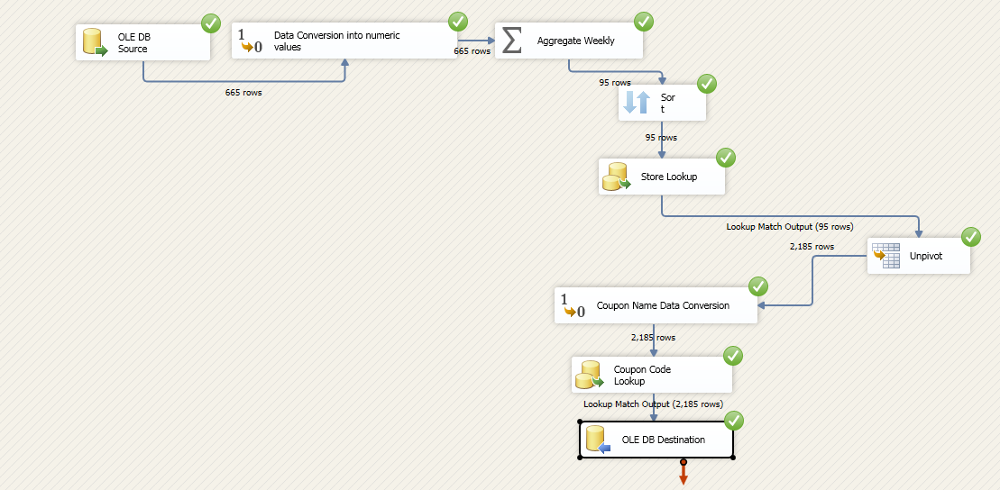 OLE DB
Source
1
0
Data Conversion into numeric
values
665 rows
665 rows
Σ
Aggregate Weekly
95 rows
Sor
t
95 rows
Store Lookup
Lookup Match Output (95 rows)
Unpivot
2,185 rows
1
0
Coupon Name Data Conversion
2,185 rows
Coupon Code
Lookup
Lookup Match Output (2,185 rows)
OLE DB Destination